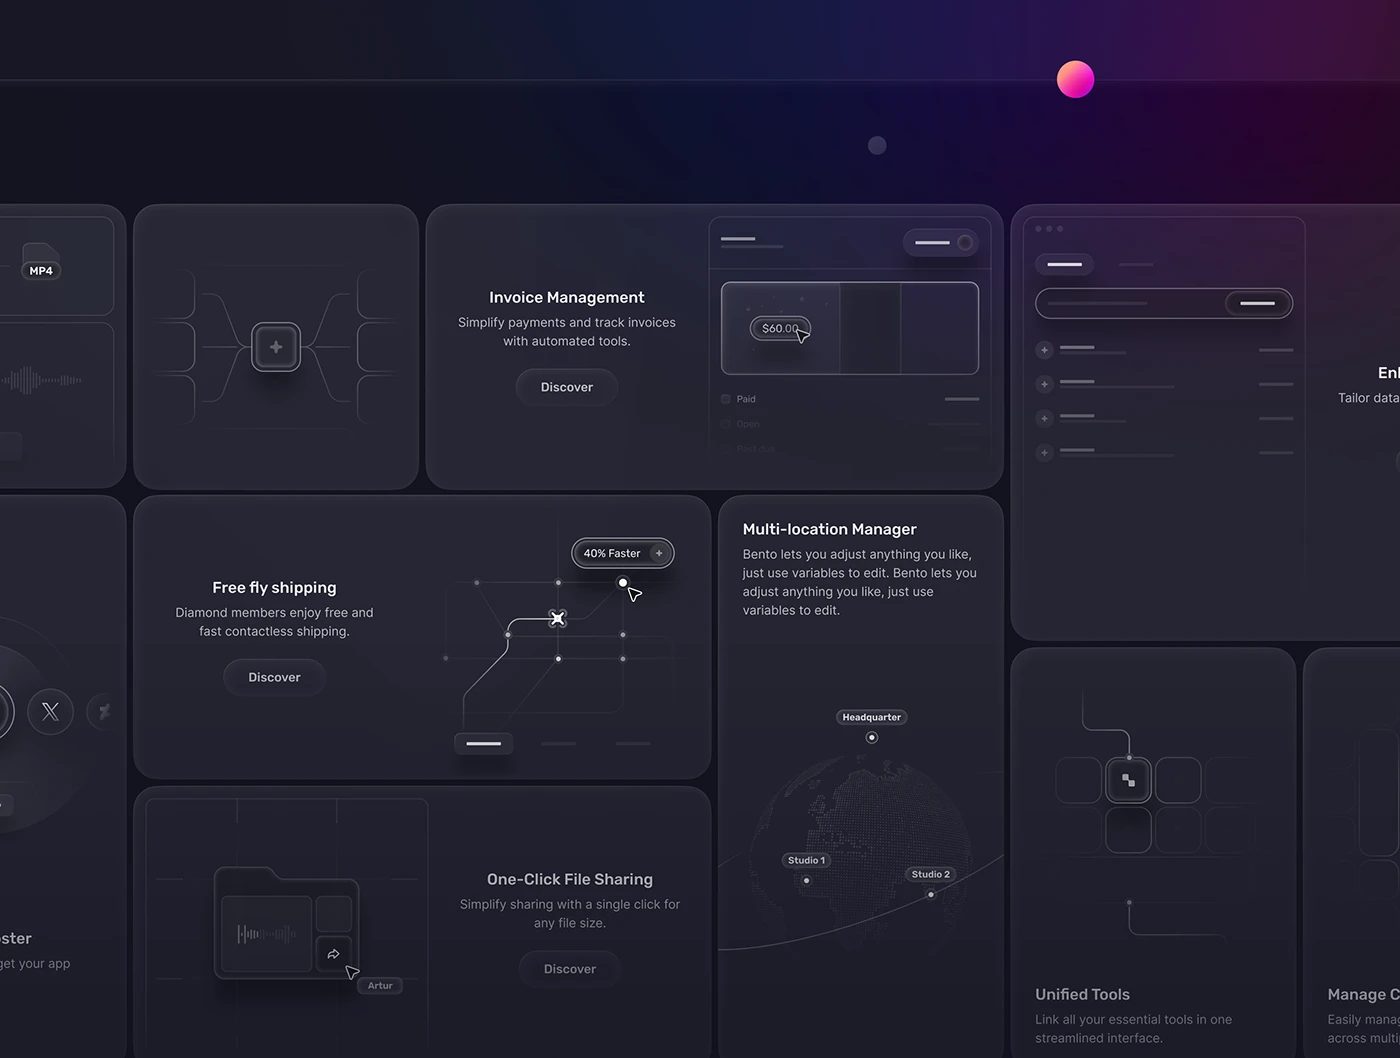 MP4
Invoice Management
Simplify payments and track invoices
with automated tools.
Discover
$60.00
Paid
Open
Past due
Enl
Tailor data
Free fly shipping
Diamond members enjoy free and
fast contactless shipping.
Discover
40% Faster
Multi-location Manager
Bento lets you adjust anything you like,
just use variables to edit. Bento lets you
adjust anything you like, just use
variables to edit.
Headquarter
Studio 1
Studio 2
oster
get your app
One-Click File Sharing
Simplify sharing with a single click for
any file size.
Discover
Artur
Unified Tools
Link all your essential tools in one
streamlined interface.
Manage C
Easily manag
across multi